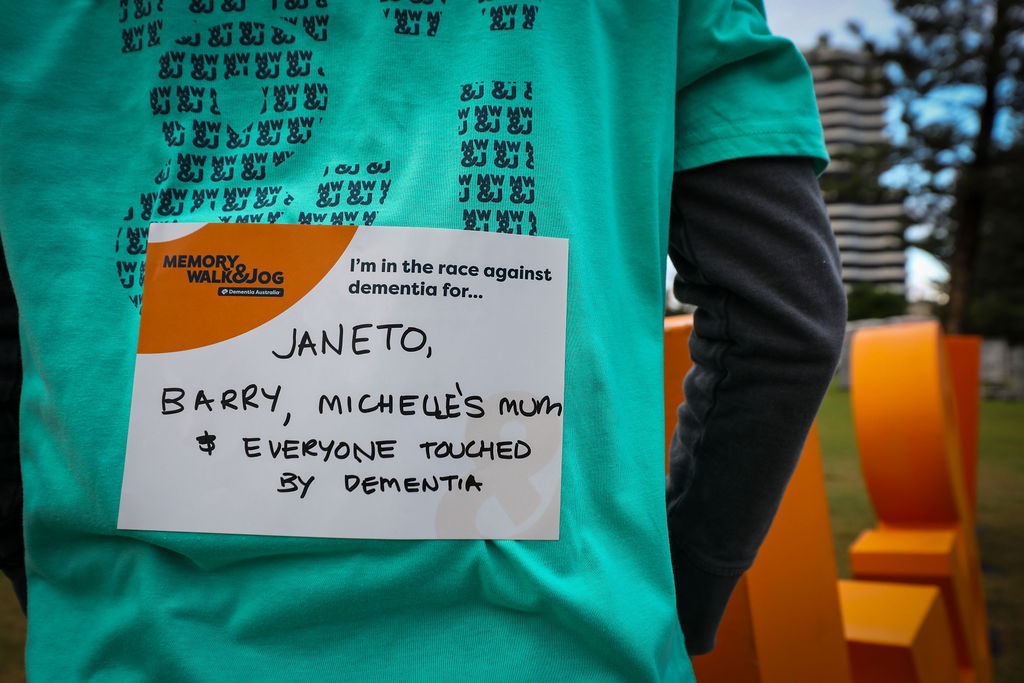 MEMORY
WALK&JOG
Dementia Australia
I'm in the race against
dementia for...
JANETO,
BARRY, MICHELLE'S MUM
& EVERYONE TOUCHED
BY DEMENTIA